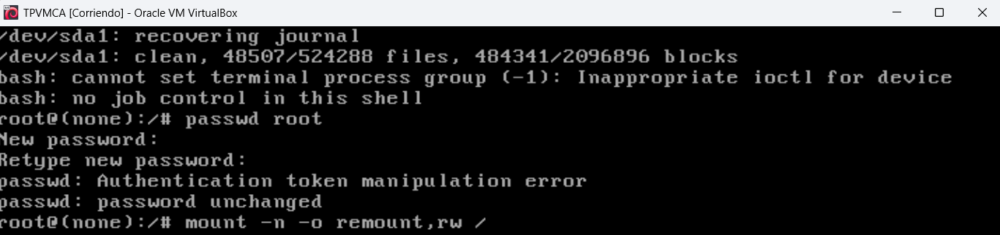 TPVMCA [Corriendo] - Oracle VM VirtualBox
/dev/sda1: recovering journal
/dev/sda1: clean, 48507/524288 files, 484341/2096896 blocks
bash: cannot set terminal process group (-1): Inappropriate ioctl for device
bash: no job control in this shell
root@(none):/# passwd root
New password:
Retype new password:
passwd: Authentication token manipulation error
passwd: password unchanged
root@(none):/# mount -n -o remount,rw /